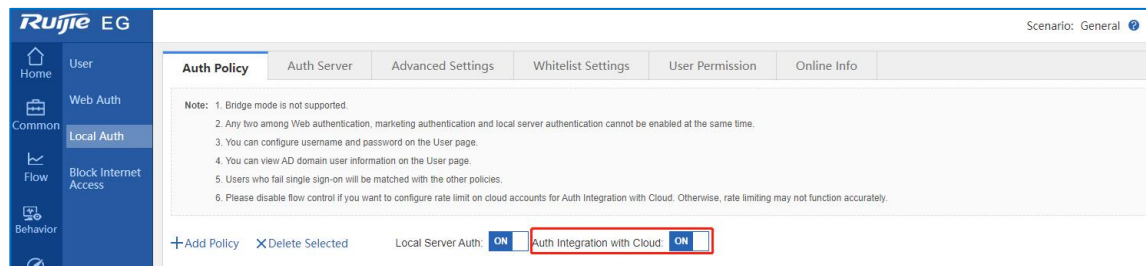 Ruijie EG
Scenario: General
Home
Common
Flow
Behavior
User
Web Auth
Local Auth
Block Internet
Access
Auth Policy Auth Server Advanced Settings Whitelist Settings User Permission Online Info
Note: 1. Bridge mode is not supported.
2. Any two among Web authentication, marketing authentication and local server authentication cannot be enabled at the same time.
3. You can configure username and password on the User page.
4. You can view AD domain user information on the User page.
5. Users who fail single sign-on will be matched with the other policies.
6. Please disable flow control if you want to configure rate limit on cloud accounts for Auth Integration with Cloud. Otherwise, rate limiting may not function accurately.
+Add Policy XDelete Selected Local Server Auth: ON Auth Integration with Cloud: ON